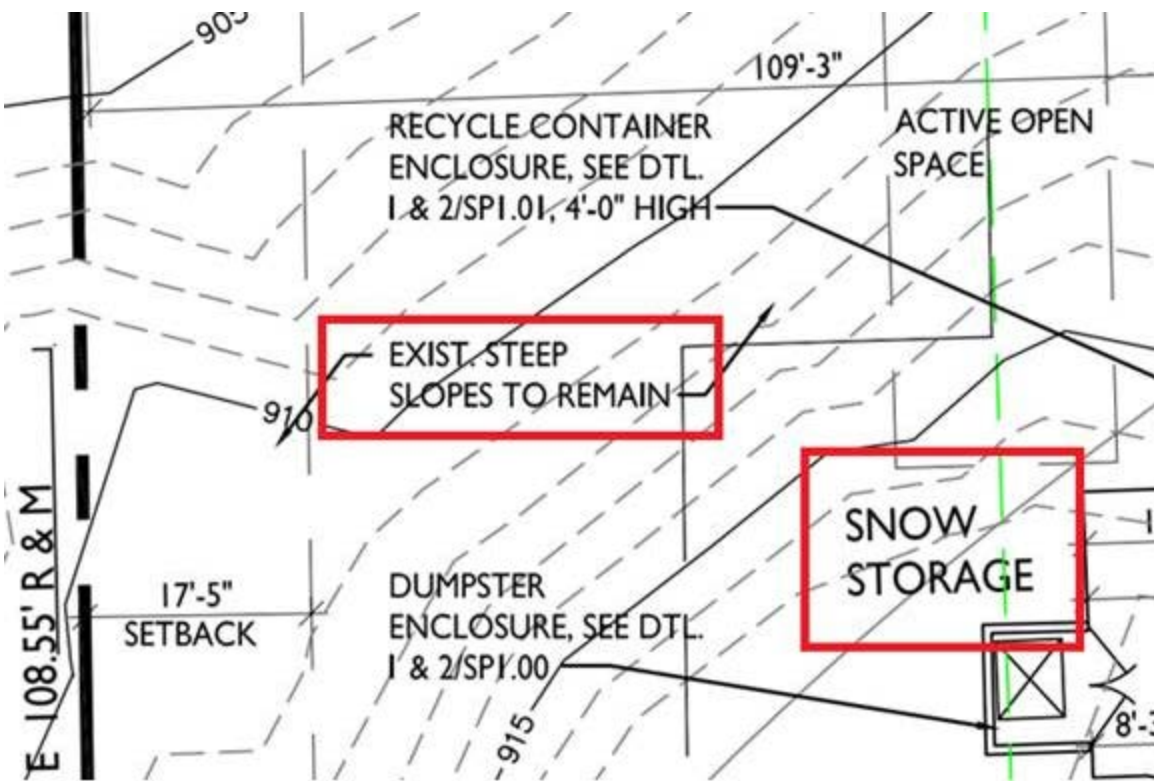 905
109'-3"
RECYCLE CONTAINER
ENCLOSURE, SEE DTL.
1 & 2/SP1.01, 4'-0" HIGH
ACTIVE OPEN
SPACE
EXIST. STEEP
SLOPES TO REMAIN
910
SNOW
STORAGE
E 108.55' R & M
17'-5"
SETBACK
DUMPSTER
ENCLOSURE, SEE DTL.
1 & 2/SP1.00
915